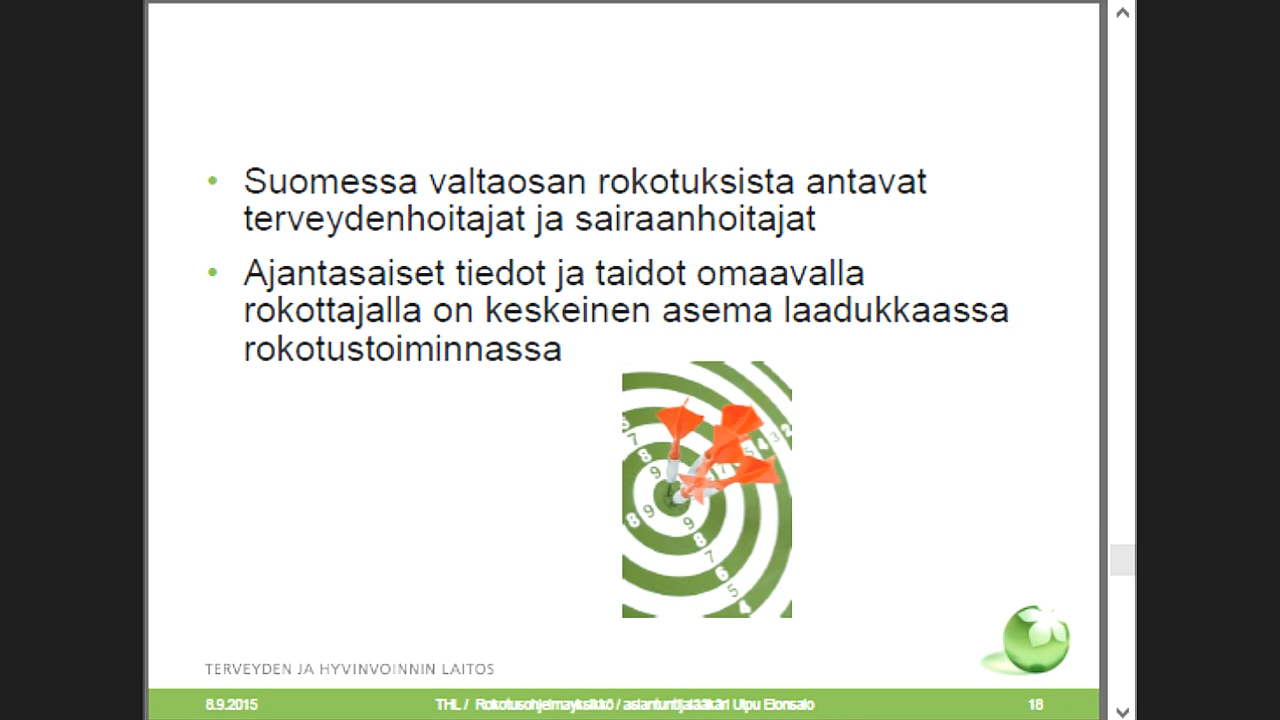 • Suomessa valtaosan rokotuksista antavat
terveydenhoitajat ja sairaanhoitajat
• Ajantasaiset tiedot ja taidot omaavalla
rokottajalla on keskeinen asema laadukkaassa
rokotustoiminnassa
TERVEYDEN JA HYVINVOINNIN LAITOS
8.9.2015
THL / Rokotusohjelmayksikkö / asiantuntijalääkäri Ulpu Elonsalo
18